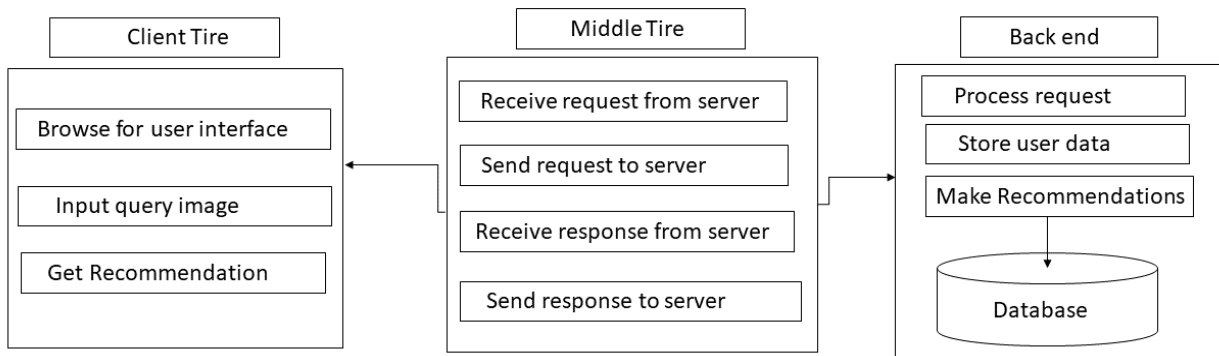 Client Tire
Browse for user interface
Input query image
Get Recommendation
Middle Tire
Receive request from server
Send request to server
Receive response from server
Send response to server
Back end
Process request
Store user data
Make Recommendations
Database